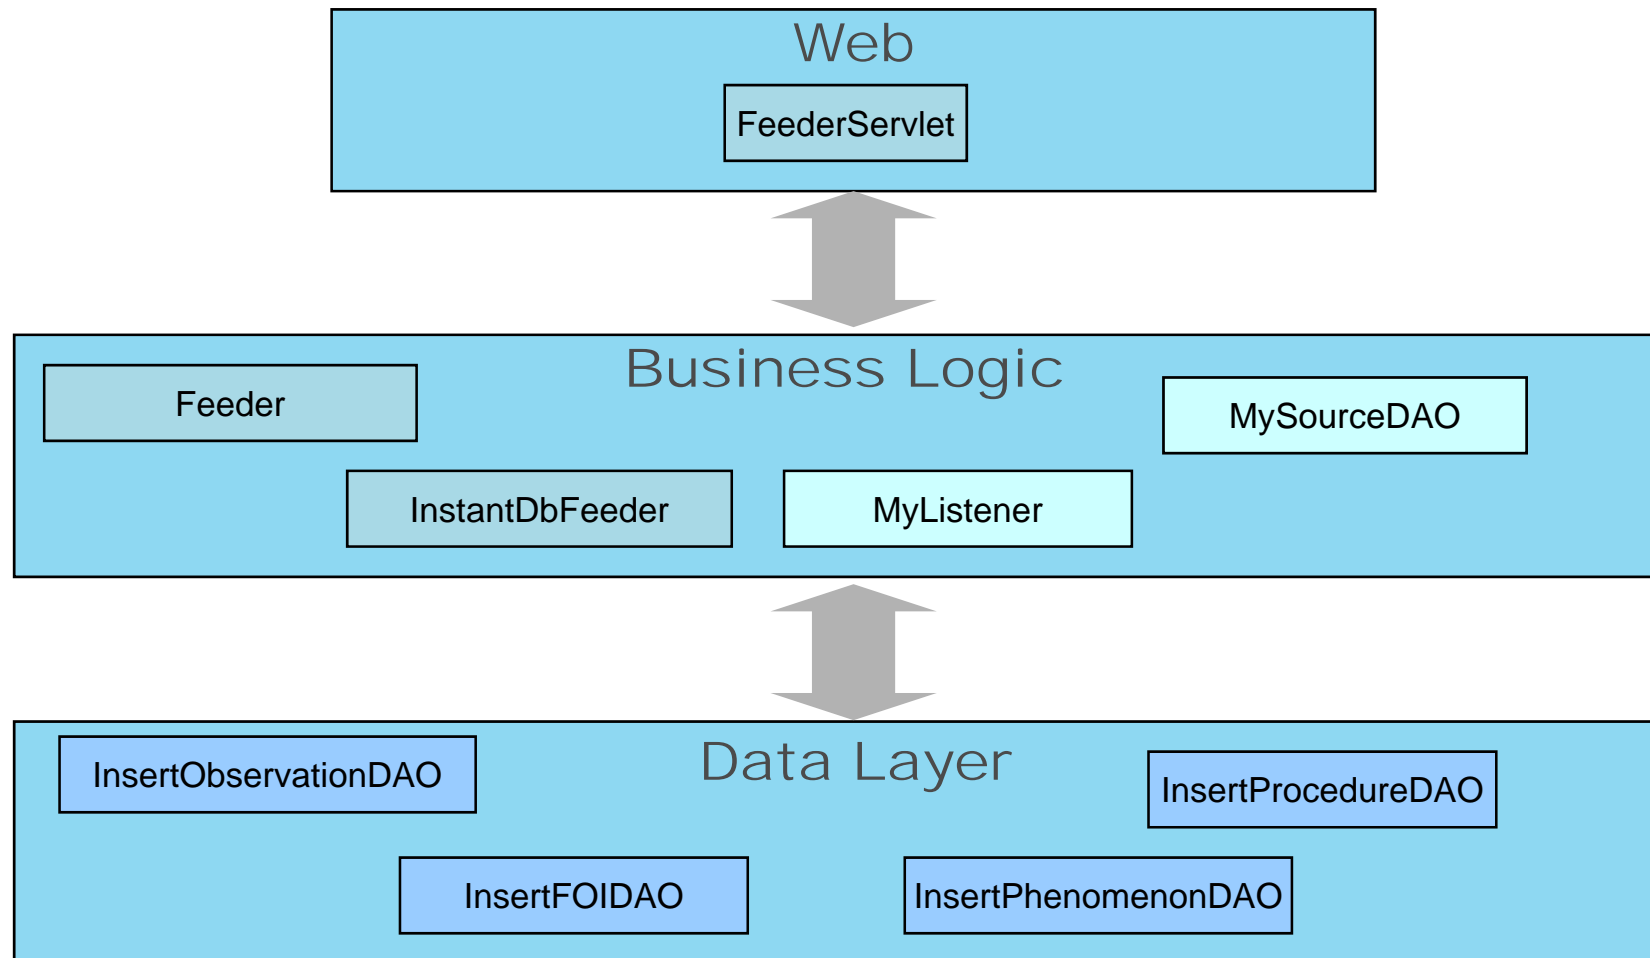 Web
FeederServlet
Business Logic
Feeder
MySourceDAO
InstantDbFeeder
MyListener
Data Layer
InsertObservationDAO
InsertProcedureDAO
InsertFOIDAO
InsertPhenomenonDAO